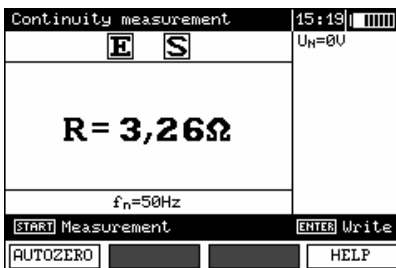 Continuity measurement 15:19
E S Uₙ=0V
R= 3,26Ω
fₙ=50Hz
START Measurement ENTER Write
AUTOZERO HELP